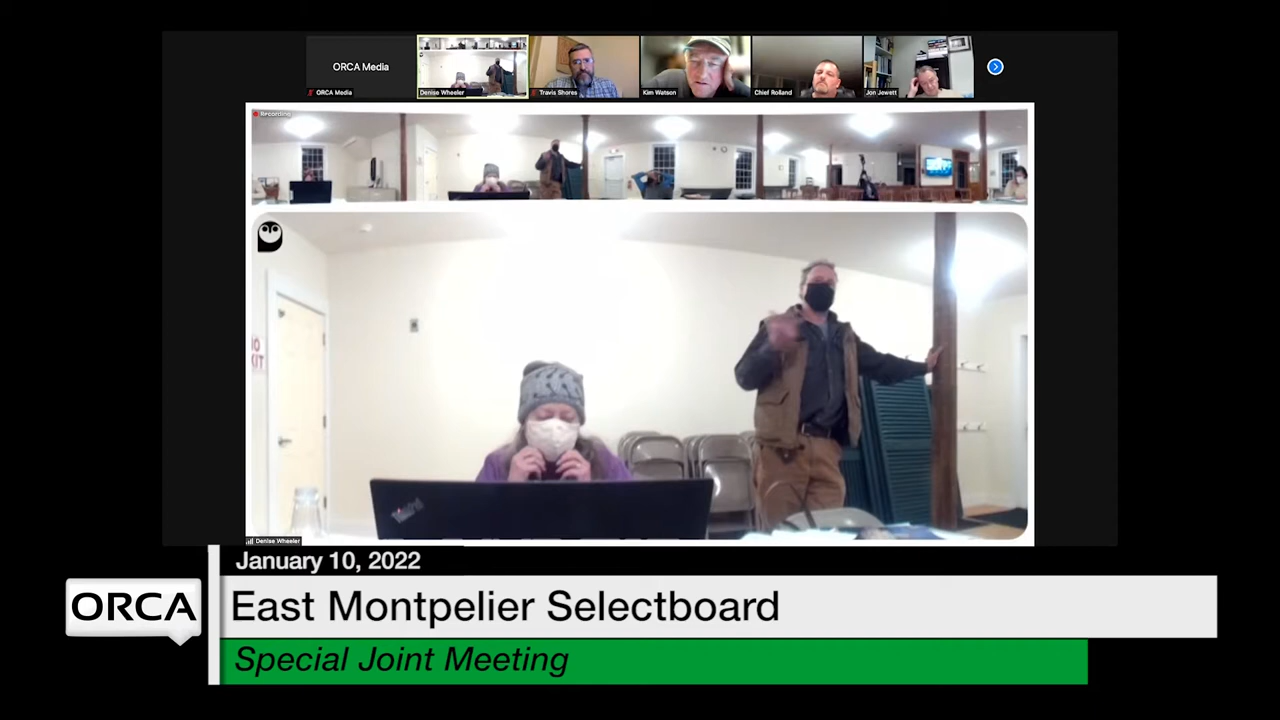 ORCA Media
ORCA Media
Denise Wheeler
Travis Shores
Kim Watson
Chief Rolland
Jon Jewett
Recording
ThinkPad
Denise Wheeler
January 10, 2022
ORCA
East Montpelier Selectboard
Special Joint Meeting